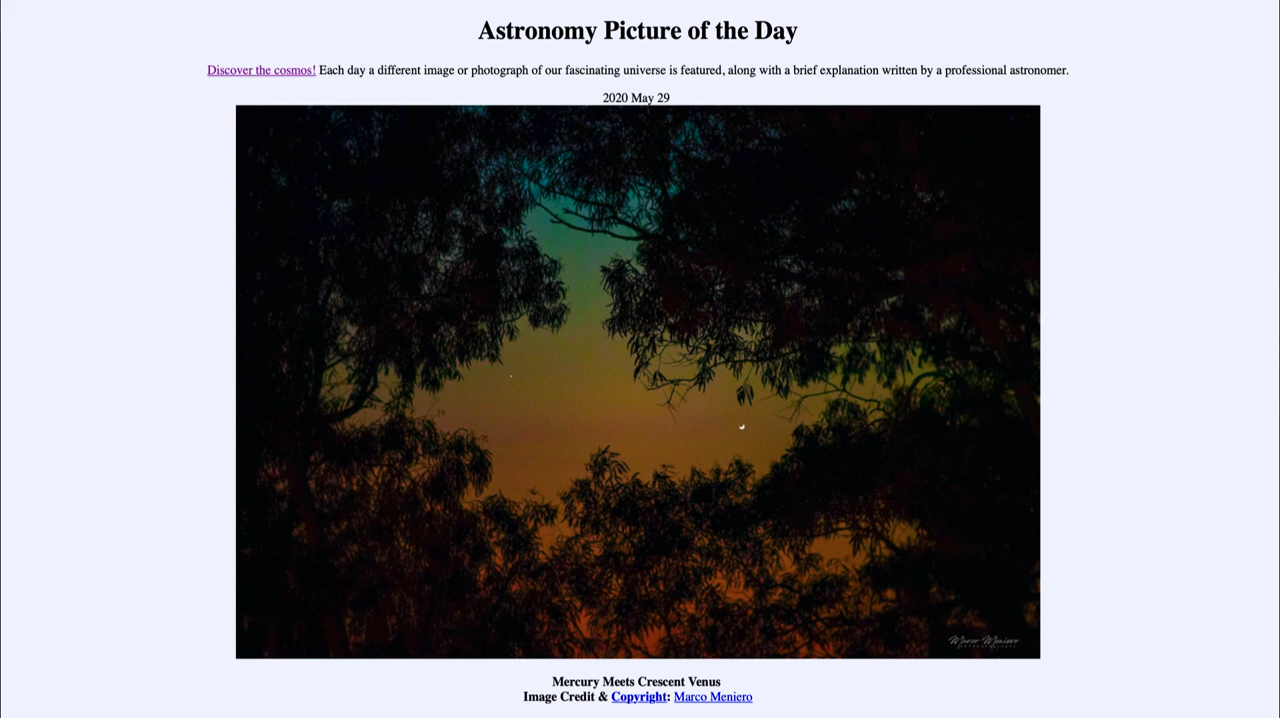 Astronomy Picture of the Day
Discover the cosmos! Each day a different image or photograph of our fascinating universe is featured, along with a brief explanation written by a professional astronomer.
2020 May 29
Marco Meniero
Mercury Meets Crescent Venus
Image Credit & Copyright: Marco Meniero